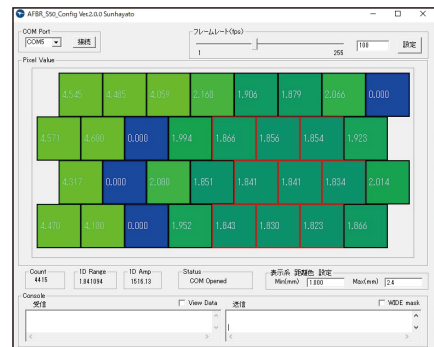 AFBR_S50_Config Ver.2.0.0 Sunhayato
COM Port
COM5 接続
フレームレート(fps)
1 255 100 設定
Pixel Value
4.545 4.485 4.059 2.160 1.906 1.879 2.066 0.000
4.571 4.600 0.000 1.994 1.866 1.856 1.854 1.923
4.317 0.000 2.080 1.851 1.841 1.841 1.834 2.014
4.470 4.100 0.000 1.952 1.843 1.830 1.823 1.866
Count 1D Range 1D Amp Status 表示系 距離色 設定
4415 1.841094 1516.13 COM Opened Min(mm) 1.000 Max(mm) 2.4
Console
受信 View Data 送信 WIDE mask